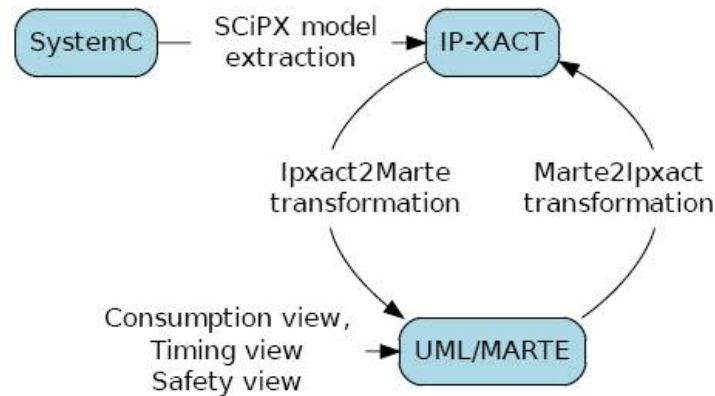 SystemC
SCiPX model
extraction
IP-XACT
Ipxact2Marte
transformation
Marte2Ipxact
transformation
Consumption view,
Timing view
Safety view
UML/MARTE